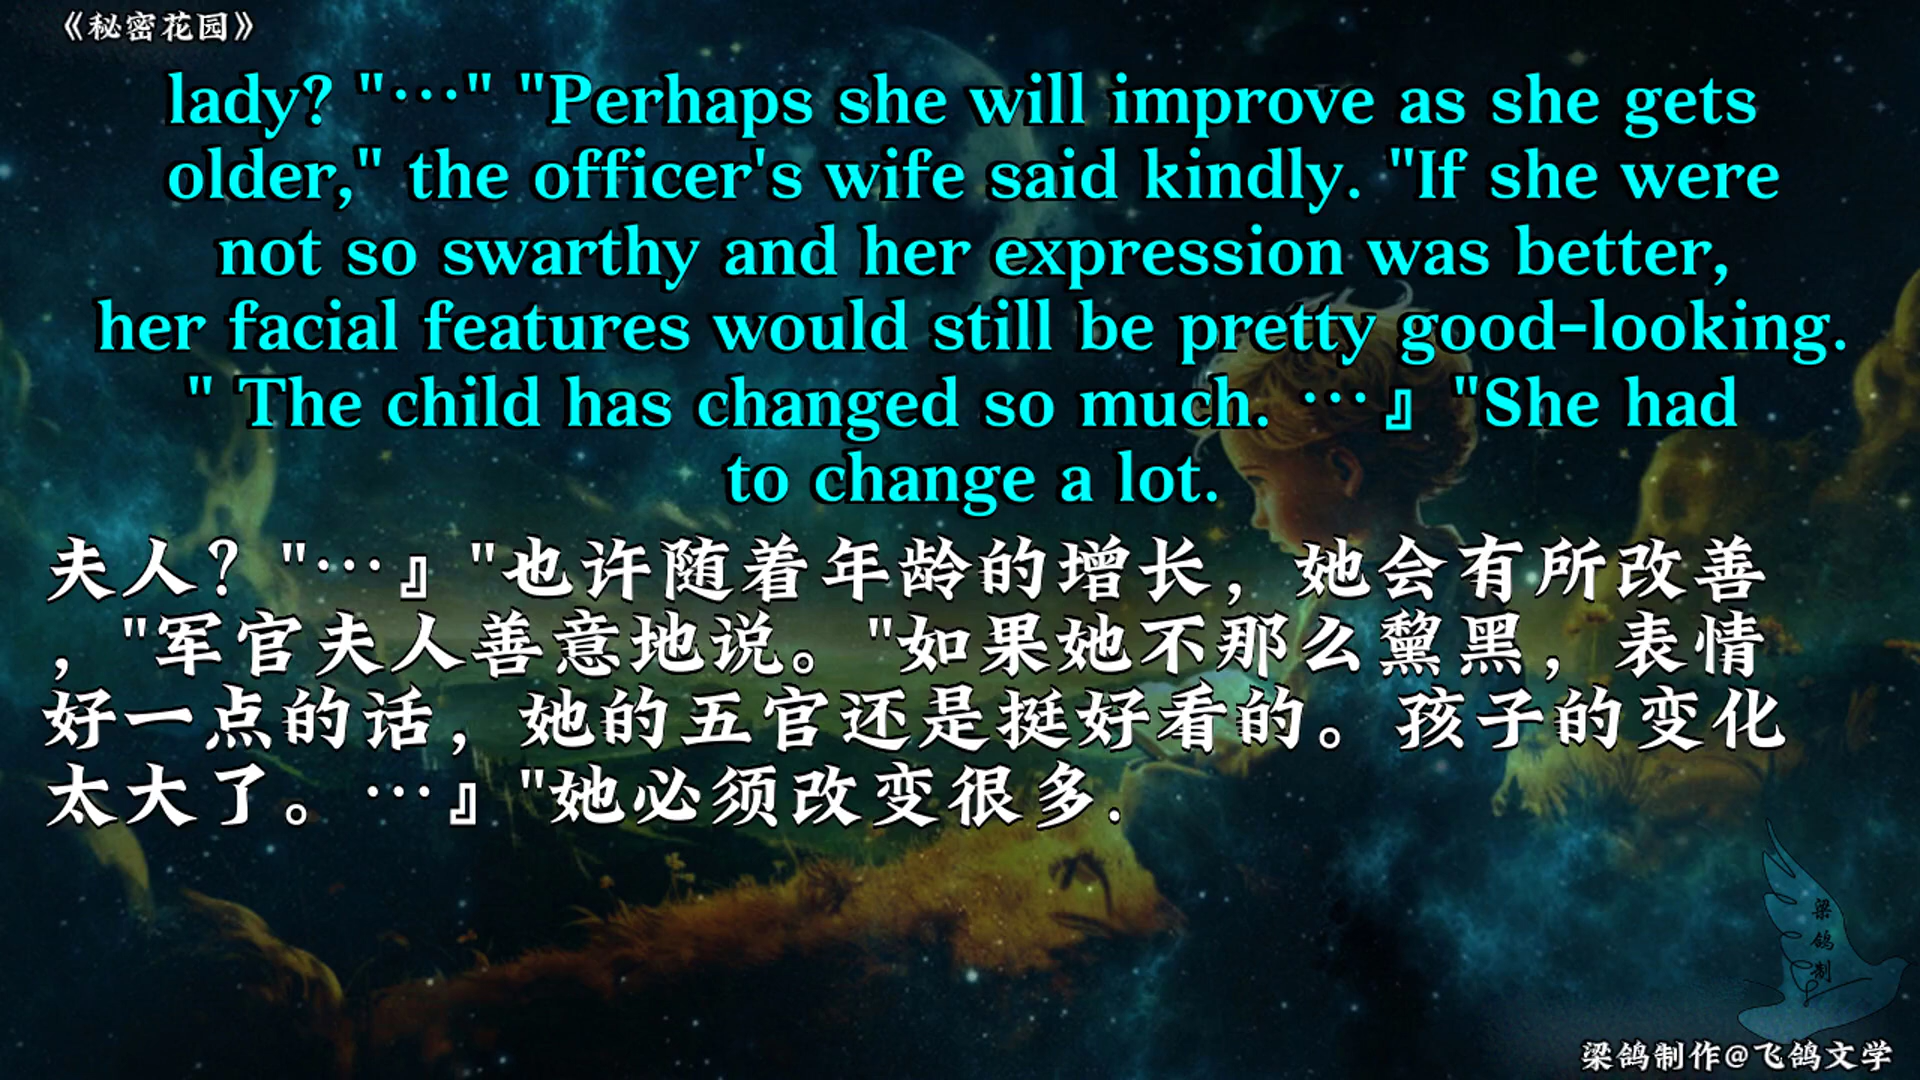 《秘密花园》
lady? "···" "Perhaps she will improve as she gets
older," the officer's wife said kindly. "If she were
not so swarthy and her expression was better,
her facial features would still be pretty good-looking.
" The child has changed so much. ···』 "She had
to change a lot.
夫人？"···』"也许随着年龄的增长，她会有所改善
，"军官夫人善意地说。"如果她不那么黧黑，表情
好一点的话，她的五官还是挺好看的。孩子的变化
太大了。···』"她必须改变很多.
梁鸽制
梁鸽制作@飞鸽文学